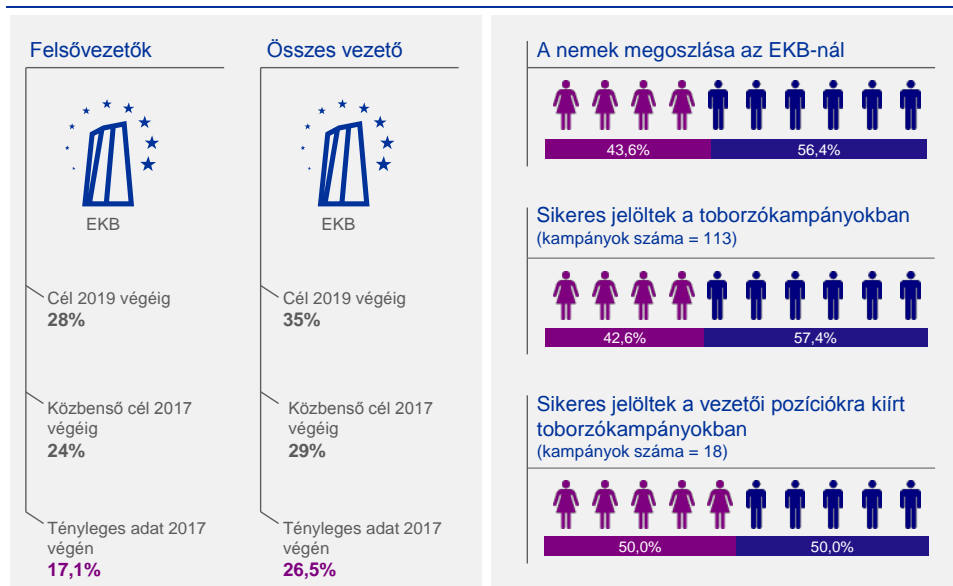 Felsővezetők
EKB
Cél 2019 végéig
28%
Közbenső cél 2017
végéig
24%
Tényleges adat 2017
végén
17,1%
Összes vezető
EKB
Cél 2019 végéig
35%
Közbenső cél 2017
végéig
29%
Tényleges adat 2017
végén
26,5%
A nemek megoszlása az EKB-nál
43,6% 56,4%
Sikeres jelöltek a toborzókampányokban
(kampányok száma = 113)
42,6% 57,4%
Sikeres jelöltek a vezetői pozíciókra kiírt
toborzókampányokban
(kampányok száma = 18)
50,0% 50,0%